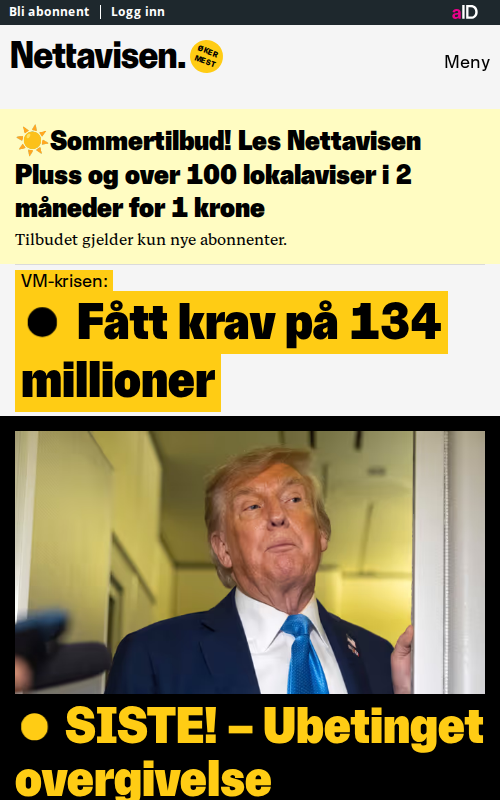 Bli abonnent | Logg inn
aID
Nettavisen.
ØKER
MEST
Meny
☀️Sommertilbud! Les Nettavisen
Pluss og over 100 lokalaviser i 2
måneder for 1 krone
Tilbudet gjelder kun nye abonnenter.
VM-krisen:
● Fått krav på 134
millioner
● SISTE! – Ubetinget
overgivelse